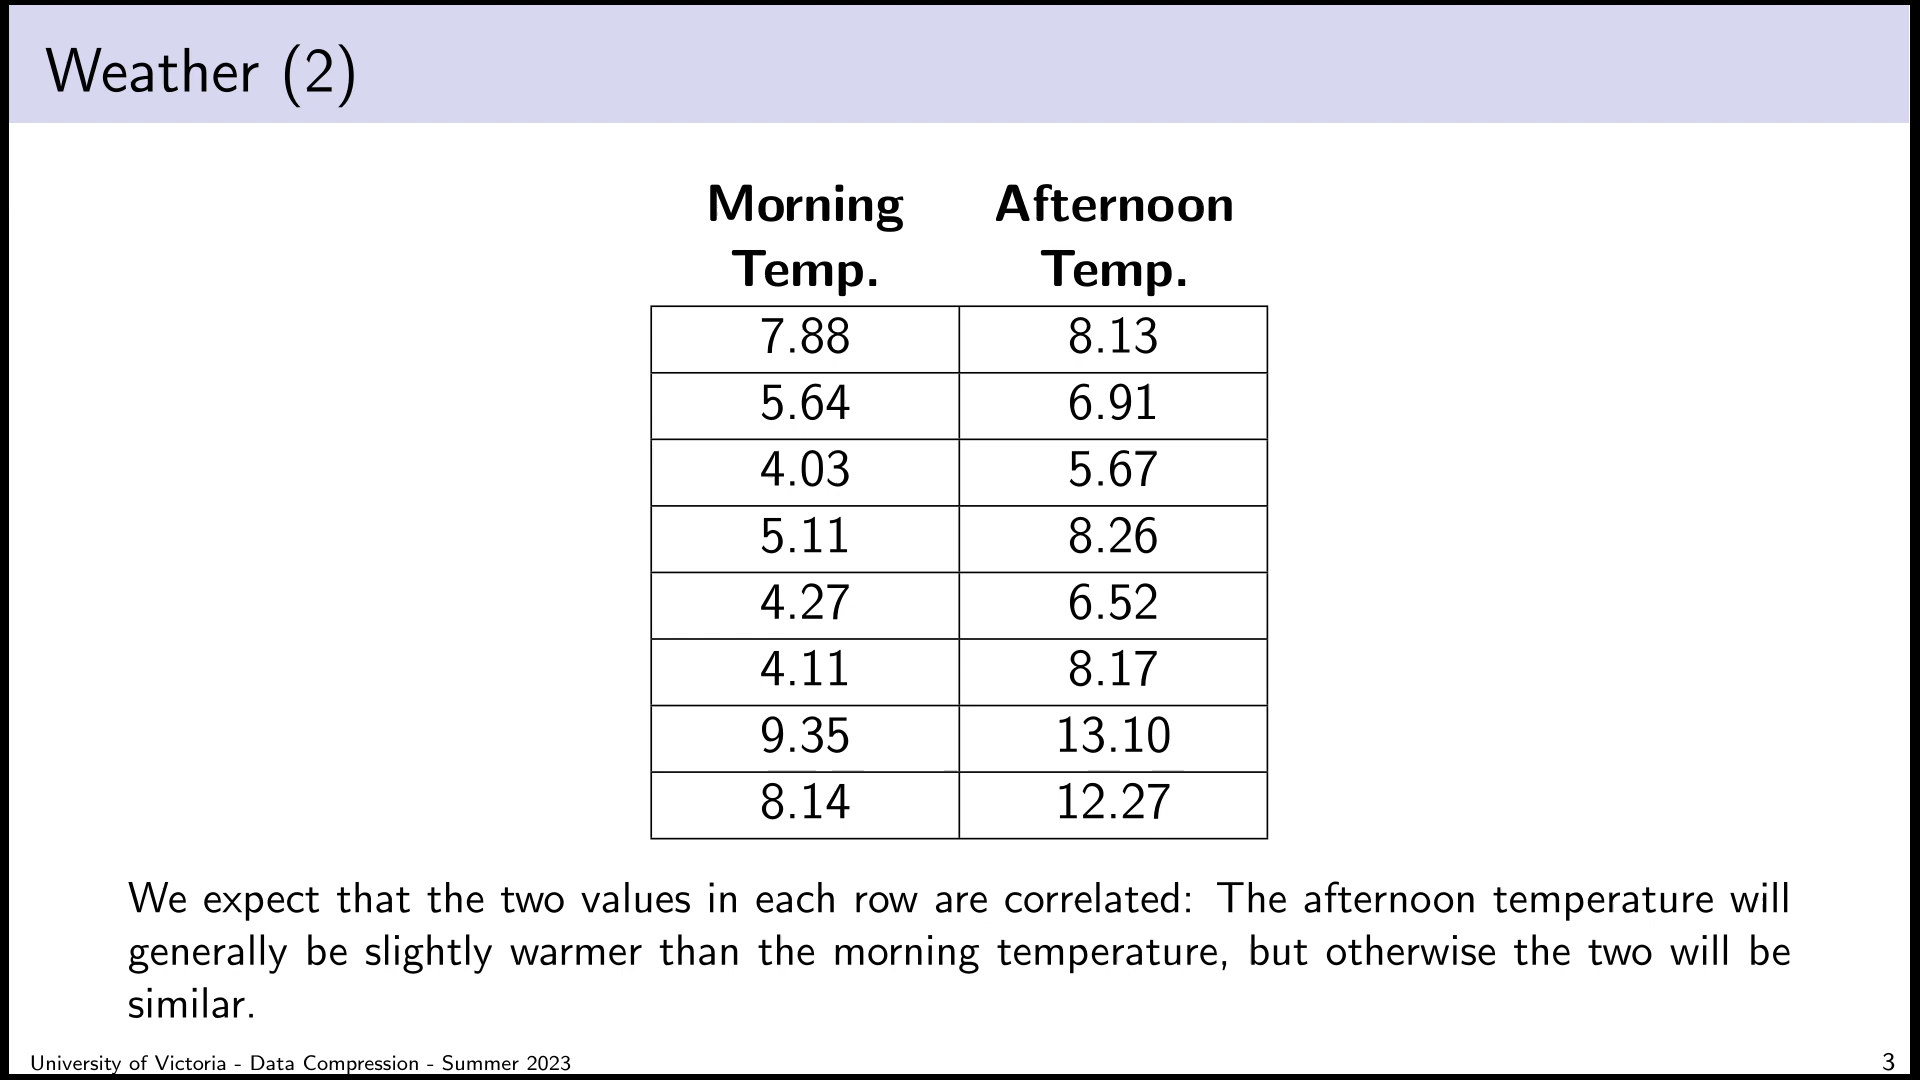 Weather (2)
Morning Afternoon
Temp. Temp.
7.88 8.13
5.64 6.91
4.03 5.67
5.11 8.26
4.27 6.52
4.11 8.17
9.35 13.10
8.14 12.27
We expect that the two values in each row are correlated: The afternoon temperature will
generally be slightly warmer than the morning temperature, but otherwise the two will be
similar.
University of Victoria - Data Compression - Summer 2023 3